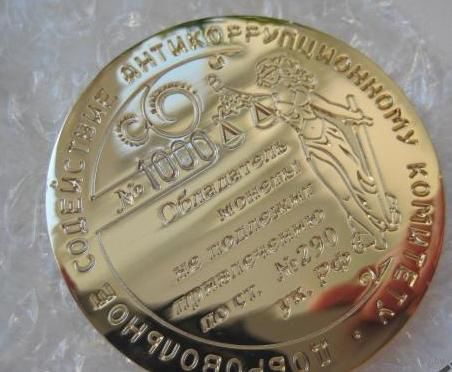 ДОБРОВОЛЬНОЕ СОДЕЙСТВИЕ АНТИКОРРУПЦИОННОМУ КОМИТЕТУ •
№ 1000
Обладатель
монеты
не подлежит
привлечению
по ст. №290
ук. РФ